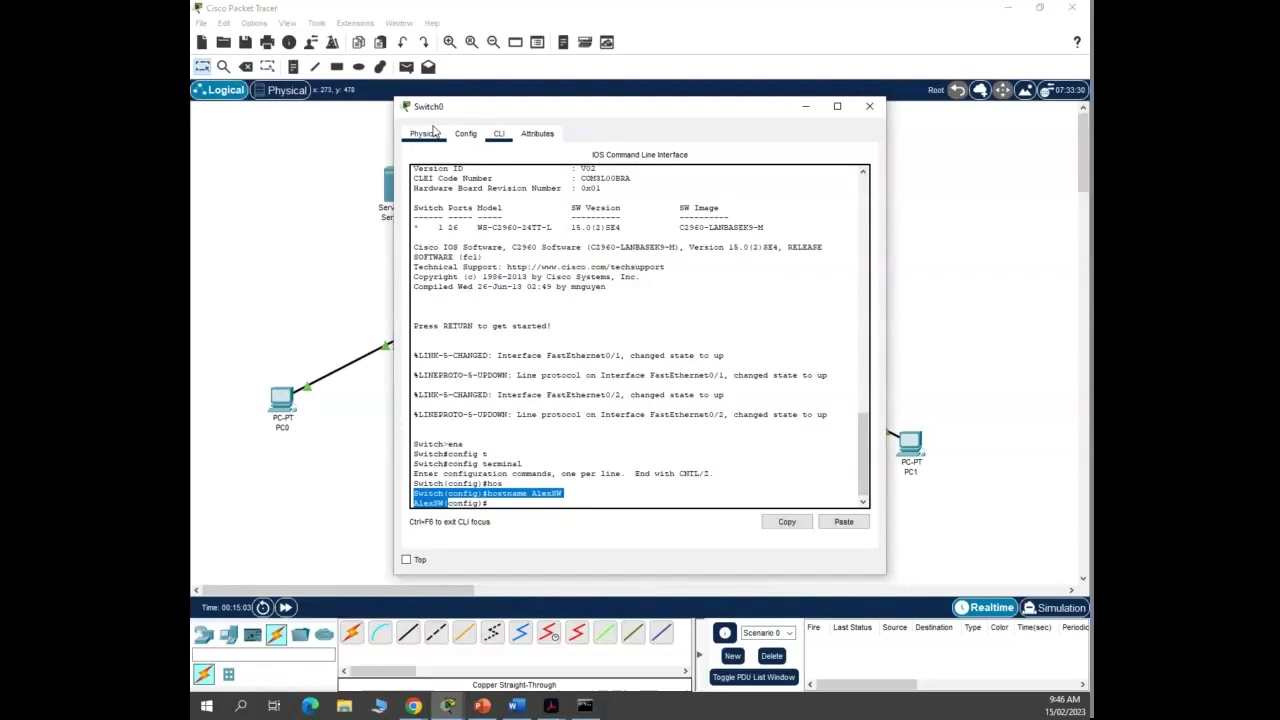 Cisco Packet Tracer
File Edit Options View Tools Extensions Window Help
?
Logical Physical x: 273, y: 478 Root 07:33:30
Switch0
Config CLI Attributes
IOS Command Line Interface
Version ID : V02
CLEI Code Number : COM3L00BRA
Hardware Board Revision Number : 0x01
Switch Ports Model SW Version SW Image
------ ----- ----- ---------- ----------
* 1 26 WS-C2960-24TT-L 15.0(2)SE4 C2960-LANBASEK9-M
Cisco IOS Software, C2960 Software (C2960-LANBASEK9-M), Version 15.0(2)SE4, RELEASE
SOFTWARE (fc1)
Technical Support: http://www.cisco.com/techsupport
Copyright (c) 1986-2013 by Cisco Systems, Inc.
Compiled Wed 26-Jun-13 02:49 by mnguyen
Press RETURN to get started!
%LINK-5-CHANGED: Interface FastEthernet0/1, changed state to up
%LINEPROTO-5-UPDOWN: Line protocol on Interface FastEthernet0/1, changed state to up
%LINK-5-CHANGED: Interface FastEthernet0/2, changed state to up
%LINEPROTO-5-UPDOWN: Line protocol on Interface FastEthernet0/2, changed state to up
Switch>ena
Switch#config t
Switch#config terminal
Enter configuration commands, one per line. End with CNTL/Z.
Switch(config)#hos
Switch(config)#hostname AlexSW
AlexSW(config)#
Ctrl+F6 to exit CLI focus
Copy Paste
Top
PC-PT
PC0
PC-PT
PC1
Time: 00:15:03 Realtime Simulation
Scenario 0
New Delete
Toggle PDU List Window
Fire Last Status Source Destination Type Color Time(sec) Periodic
Copper Straight-Through
9:46 AM
15/02/2023